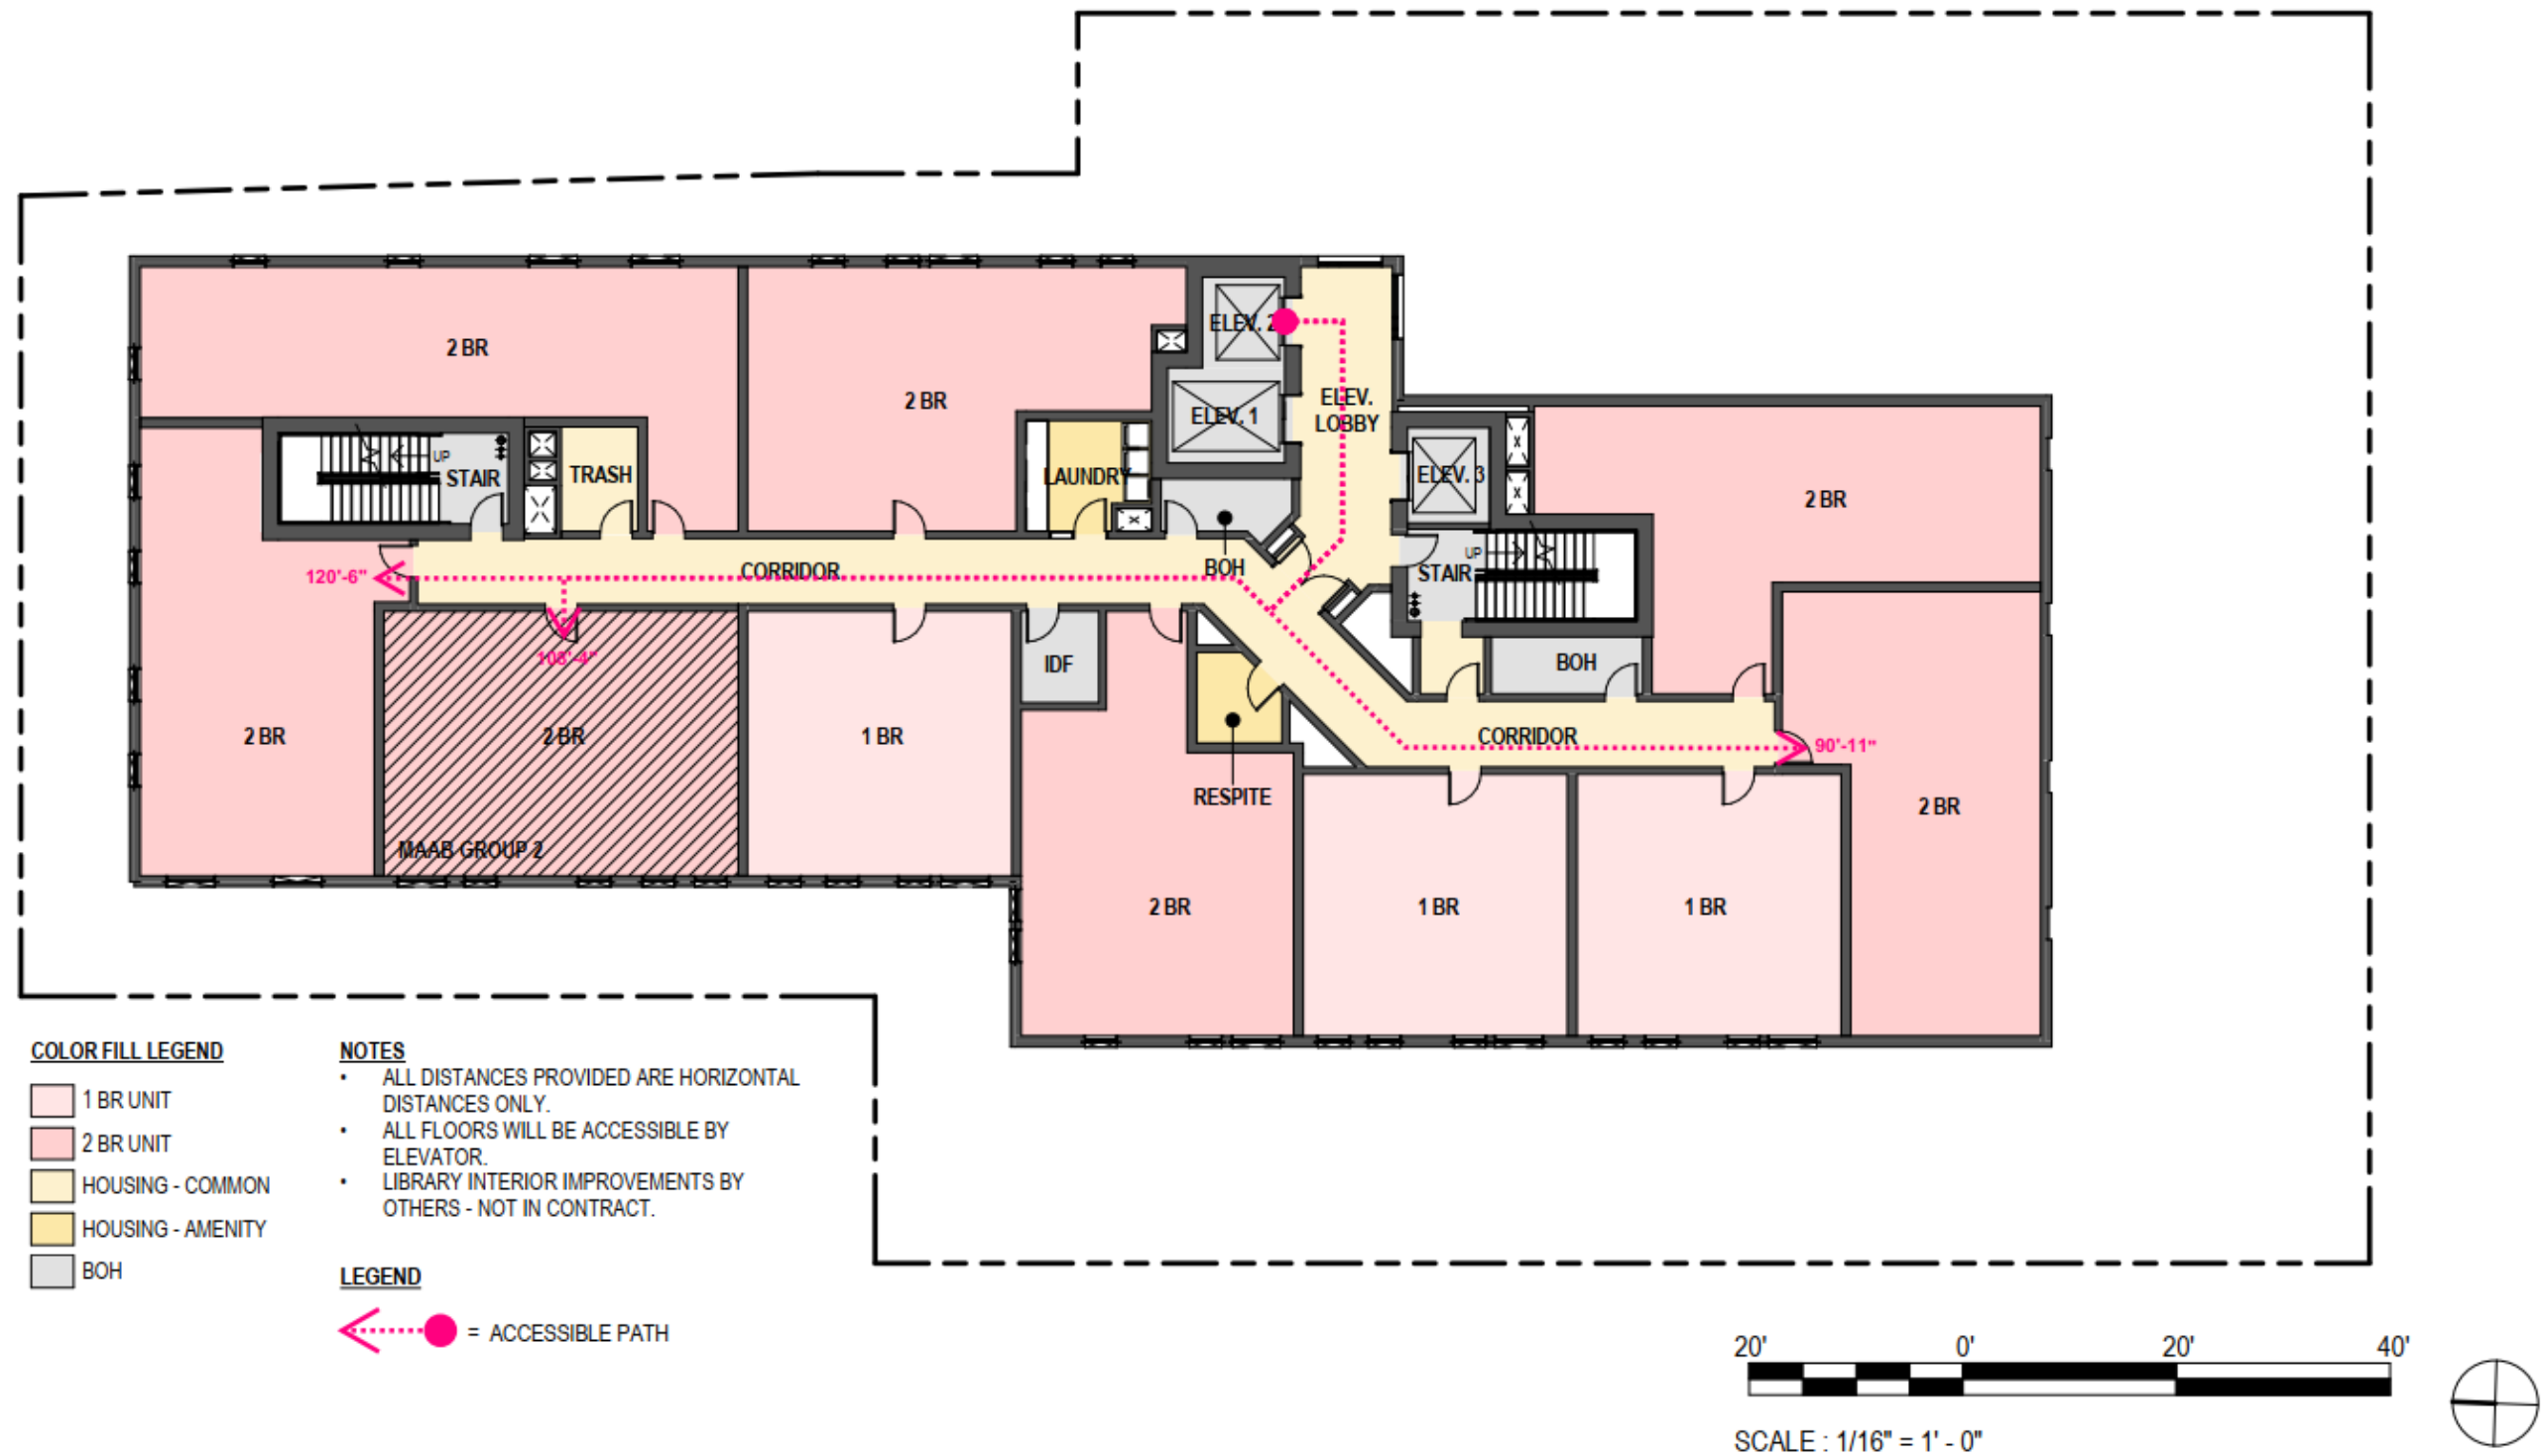 2 BR
ELEV. 2
2 BR
ELEV. 1
ELEV.
LOBBY
UP
STAIR
TRASH
LAUNDRY
ELEV. 3
2 BR
120'-6"
CORRIDOR
BOH
UP
STAIR
108'-4"
IDF
BOH
2 BR
2 BR
1 BR
CORRIDOR
90'-11"
RESPITE
2 BR
MAAB GROUP 2
2 BR
1 BR
1 BR
COLOR FILL LEGEND
1 BR UNIT
2 BR UNIT
HOUSING - COMMON
HOUSING - AMENITY
BOH
NOTES
• ALL DISTANCES PROVIDED ARE HORIZONTAL
DISTANCES ONLY.
• ALL FLOORS WILL BE ACCESSIBLE BY
ELEVATOR.
• LIBRARY INTERIOR IMPROVEMENTS BY
OTHERS - NOT IN CONTRACT.
LEGEND
= ACCESSIBLE PATH
20' 0' 20' 40'
SCALE : 1/16" = 1' - 0"